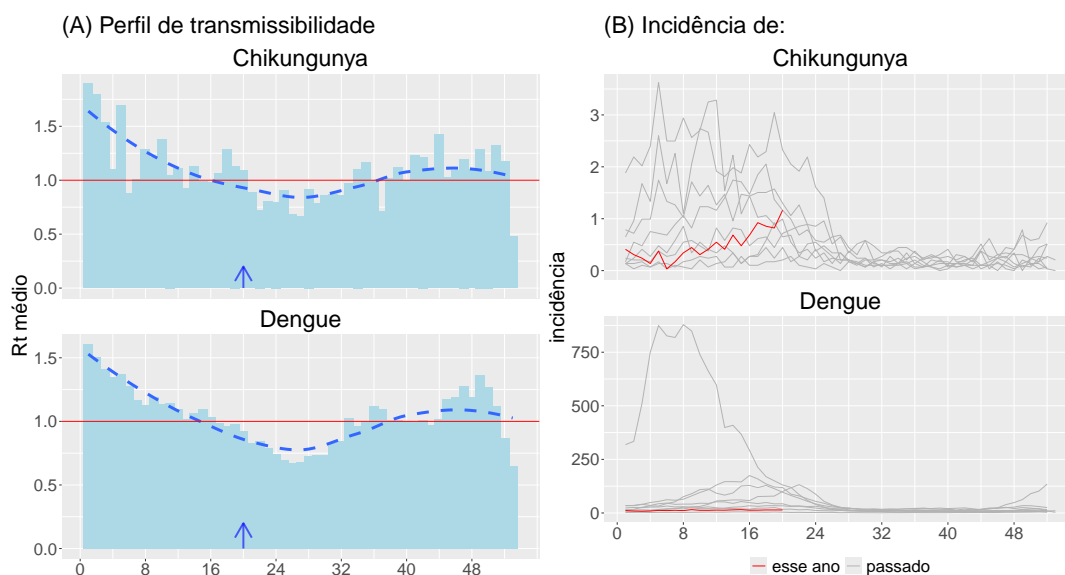 (A) Perfil de transmissibilidade
Chikungunya
1.5
1.0
0.5
0.0
Dengue
1.5
1.0
0.5
0.0
0 8 16 24 32 40 48
Rt médio
(B) Incidência de:
Chikungunya
3
2
1
0
Dengue
750
500
250
0
0 8 16 24 32 40 48
incidência
esse ano passado